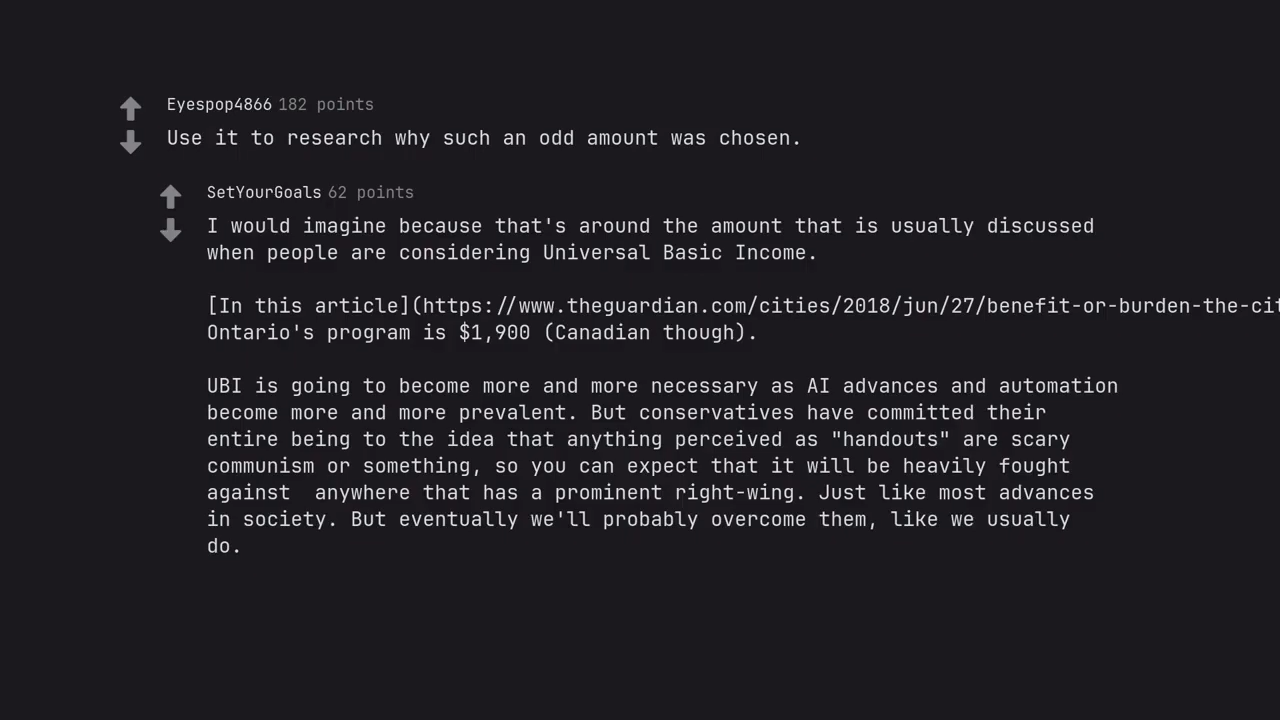 Eyespop4866 182 points
Use it to research why such an odd amount was chosen.
SetYourGoals 62 points
I would imagine because that's around the amount that is usually discussed
when people are considering Universal Basic Income.
[In this article](https://www.theguardian.com/cities/2018/jun/27/benefit-or-burden-the-cit
Ontario's program is $1,900 (Canadian though).
UBI is going to become more and more necessary as AI advances and automation
become more and more prevalent. But conservatives have committed their
entire being to the idea that anything perceived as "handouts" are scary
communism or something, so you can expect that it will be heavily fought
against  anywhere that has a prominent right-wing. Just like most advances
in society. But eventually we'll probably overcome them, like we usually
do.